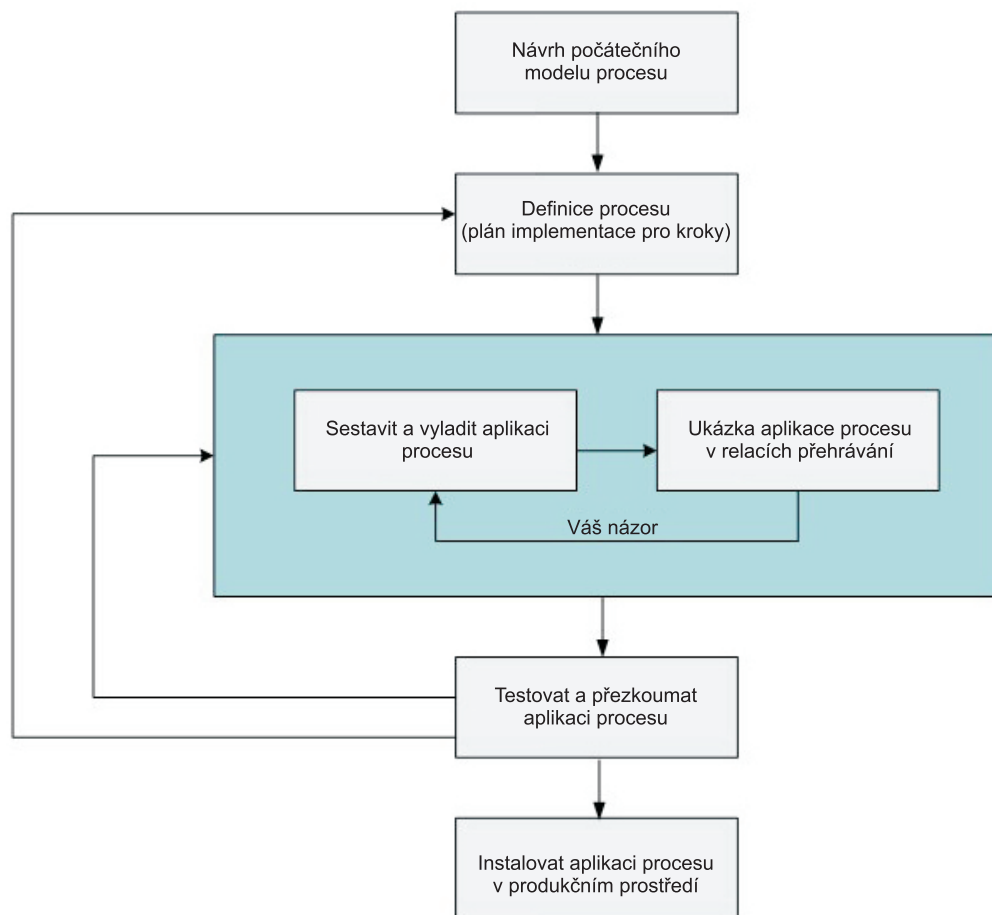 Návrh počátečního
modelu procesu
Definice procesu
(plán implementace pro kroky)
Sestavit a vyladit aplikaci
procesu
Ukázka aplikace procesu
v relacích přehrávání
Váš názor
Testovat a přezkoumat
aplikaci procesu
Instalovat aplikaci procesu
v produkčním prostředí